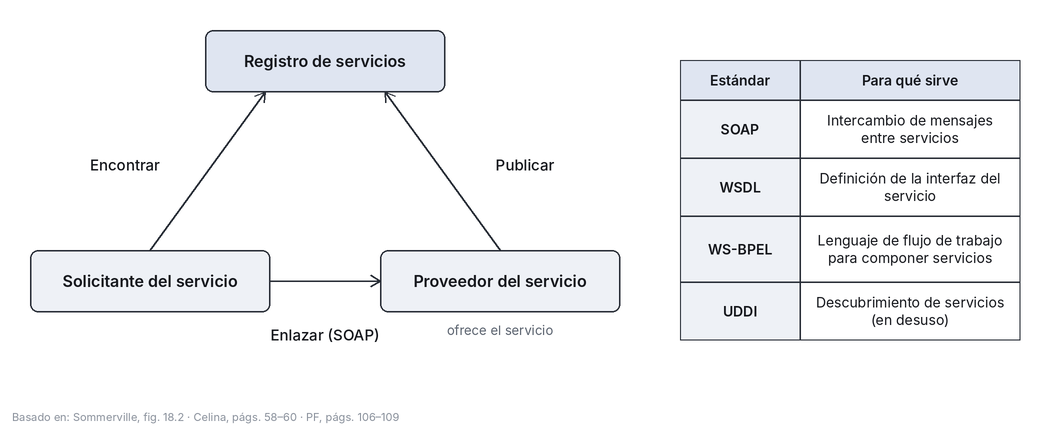 Registro de servicios
Encontrar
Publicar
Solicitante del servicio
Proveedor del servicio
Enlazar (SOAP)
ofrece el servicio
Estándar
Para qué sirve
SOAP
Intercambio de mensajes
entre servicios
WSDL
Definición de la interfaz del
servicio
WS-BPEL
Lenguaje de flujo de trabajo
para componer servicios
UDDI
Descubrimiento de servicios
(en desuso)
Basado en: Sommerville, fig. 18.2 · Celina, págs. 58–60 · PF, págs. 106–109